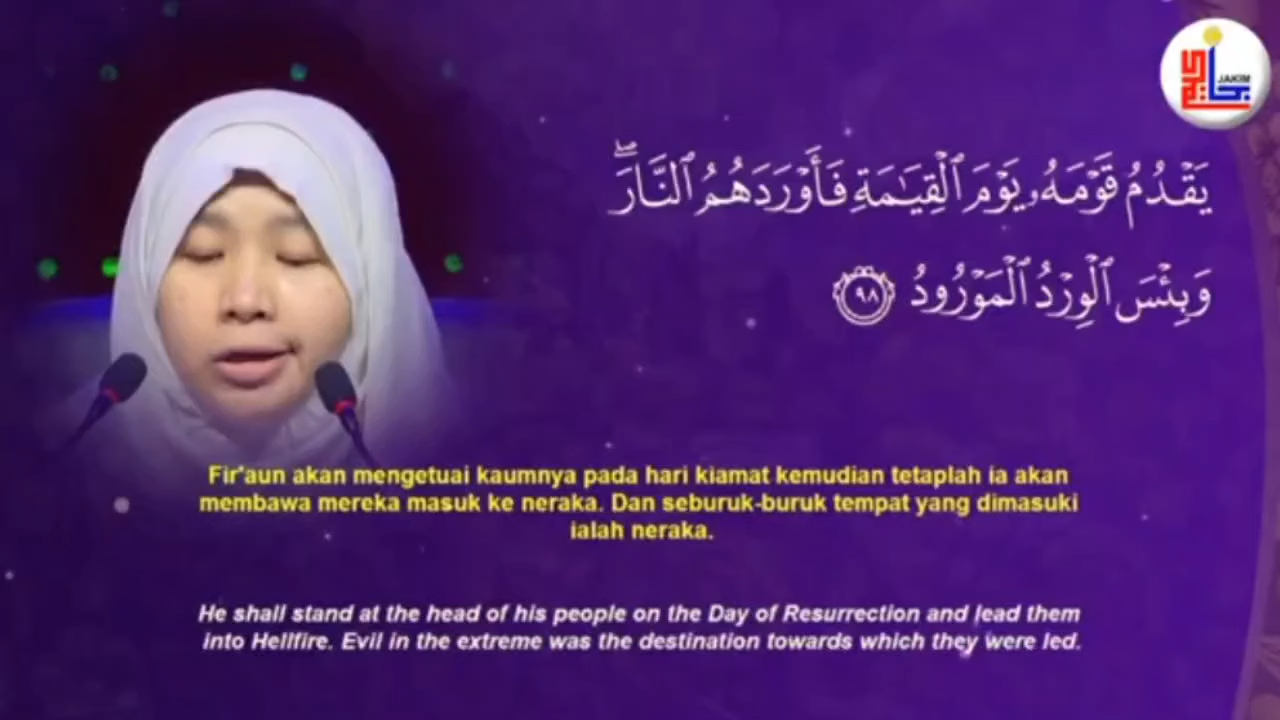 JAKIM
يَقْدُمُ قَوْمَهُۥ يَوْمَ ٱلْقِيَـٰمَةِ فَأَوْرَدَهُمُ ٱلنَّارَ ۖ
وَبِئْسَ ٱلْوِرْدُ ٱلْمَوْرُودُ ٩٨
Fir'aun akan mengetuai kaumnya pada hari kiamat kemudian tetaplah ia akan
membawa mereka masuk ke neraka. Dan seburuk-buruk tempat yang dimasuki
ialah neraka.
He shall stand at the head of his people on the Day of Resurrection and lead them
into Hellfire. Evil in the extreme was the destination towards which they were led.